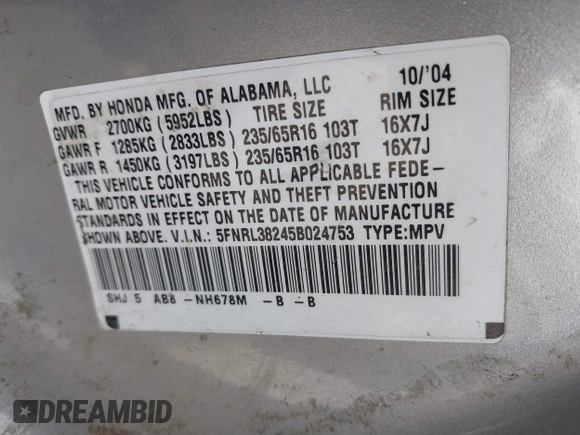 MFD. BY HONDA MFG. OF ALABAMA, LLC 10/'04
GVWR 2700KG (5952LBS) TIRE SIZE RIM SIZE
GAWR F 1285KG (2833LBS) 235/65R16 103T 16X7J
GAWR R 1450KG (3197LBS) 235/65R16 103T 16X7J
THIS VEHICLE CONFORMS TO ALL APPLICABLE FEDE-
RAL MOTOR VEHICLE SAFETY AND THEFT PREVENTION
STANDARDS IN EFFECT ON THE DATE OF MANUFACTURE
SHOWN ABOVE. V.I.N.: 5FNRL38245B024753 TYPE:MPV
SHJ 5 AB8 -NH678M -B -B
DREAMBID